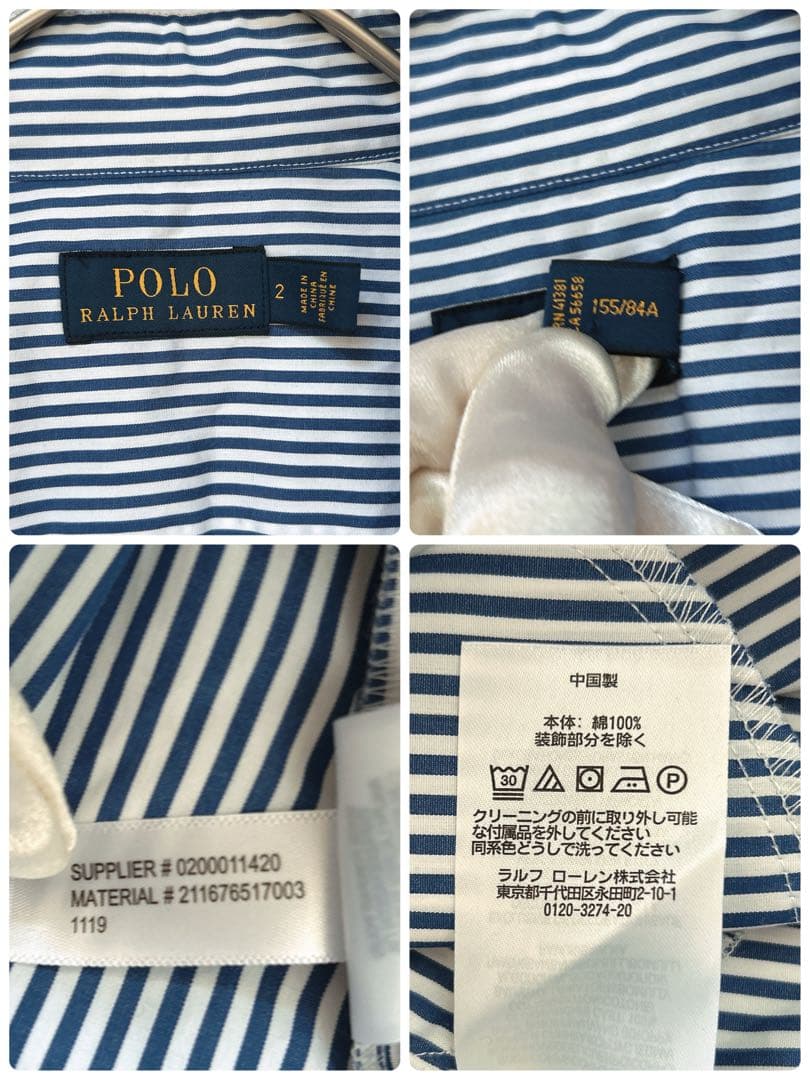 POLO
RALPH LAUREN
2
MADE IN
CHINA
FABRIQUÉ EN
CHINE
RN 41381
CA 56658
155/84A
SUPPLIER # 0200011420
MATERIAL # 211676517003
1119
中国製
本体: 綿100%
装飾部分を除く
30
P
クリーニングの前に取り外し可能
な付属品を外してください
同系色どうしで洗ってください
ラルフ ローレン株式会社
東京都千代田区永田町2-10-1
0120-3274-20